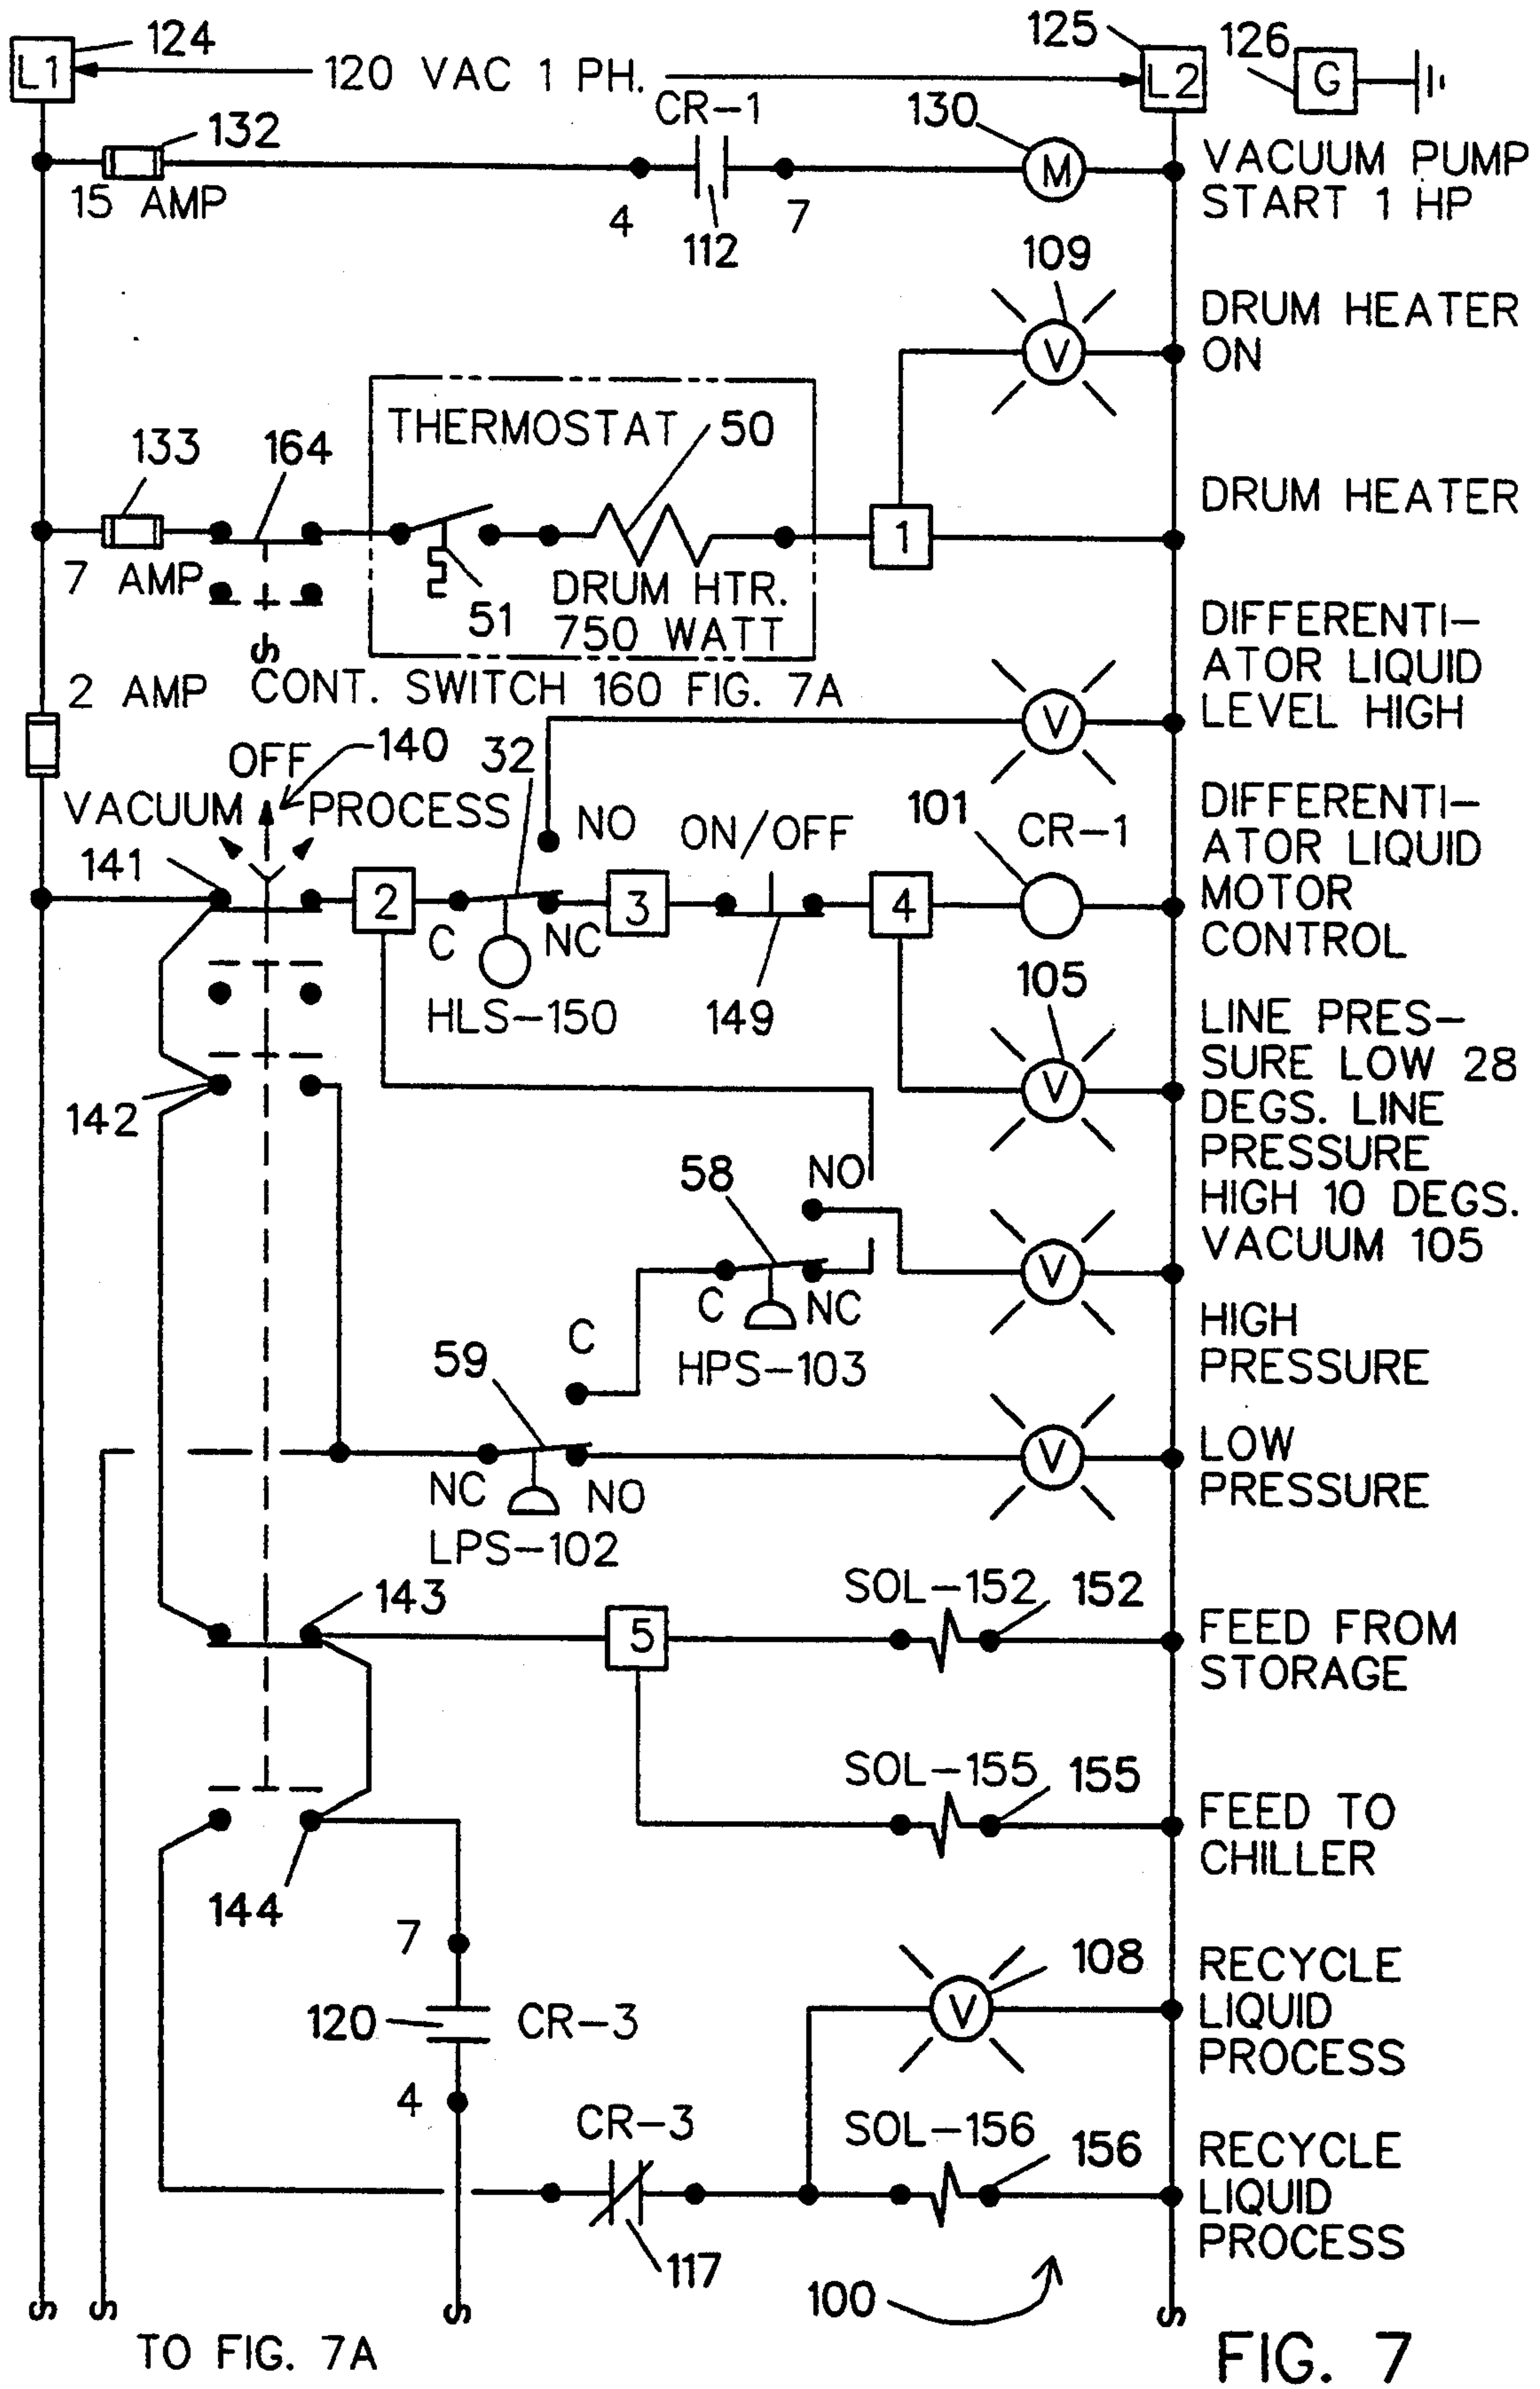 L1
124
120 VAC 1 PH.
125
L2
126
G
132
15 AMP
CR-1
4
112
7
130
M
VACUUM PUMP
START 1 HP
109
V
DRUM HEATER
ON
133
164
7 AMP
THERMOSTAT
50
51
DRUM HTR.
750 WATT
1
DRUM HEATER
S
CONT. SWITCH 160 FIG. 7A
2 AMP
V
DIFFERENTI-
ATOR LIQUID
LEVEL HIGH
OFF
140
VACUUM
PROCESS
141
2
32
NO
C
NC
HLS-150
3
ON/OFF
149
4
101
CR-1
DIFFERENTI-
ATOR LIQUID
MOTOR
CONTROL
142
105
V
LINE PRES-
SURE LOW 28
DEGS. LINE
PRESSURE
HIGH 10 DEGS.
VACUUM 105
58
NO
C
NC
HPS-103
V
HIGH
PRESSURE
59
C
NC
NO
LPS-102
V
LOW
PRESSURE
143
5
SOL-152
152
FEED FROM
STORAGE
SOL-155
155
FEED TO
CHILLER
144
7
120
CR-3
4
108
V
RECYCLE
LIQUID
PROCESS
CR-3
117
SOL-156
156
RECYCLE
LIQUID
PROCESS
100
S
S
S
S
TO FIG. 7A
FIG. 7